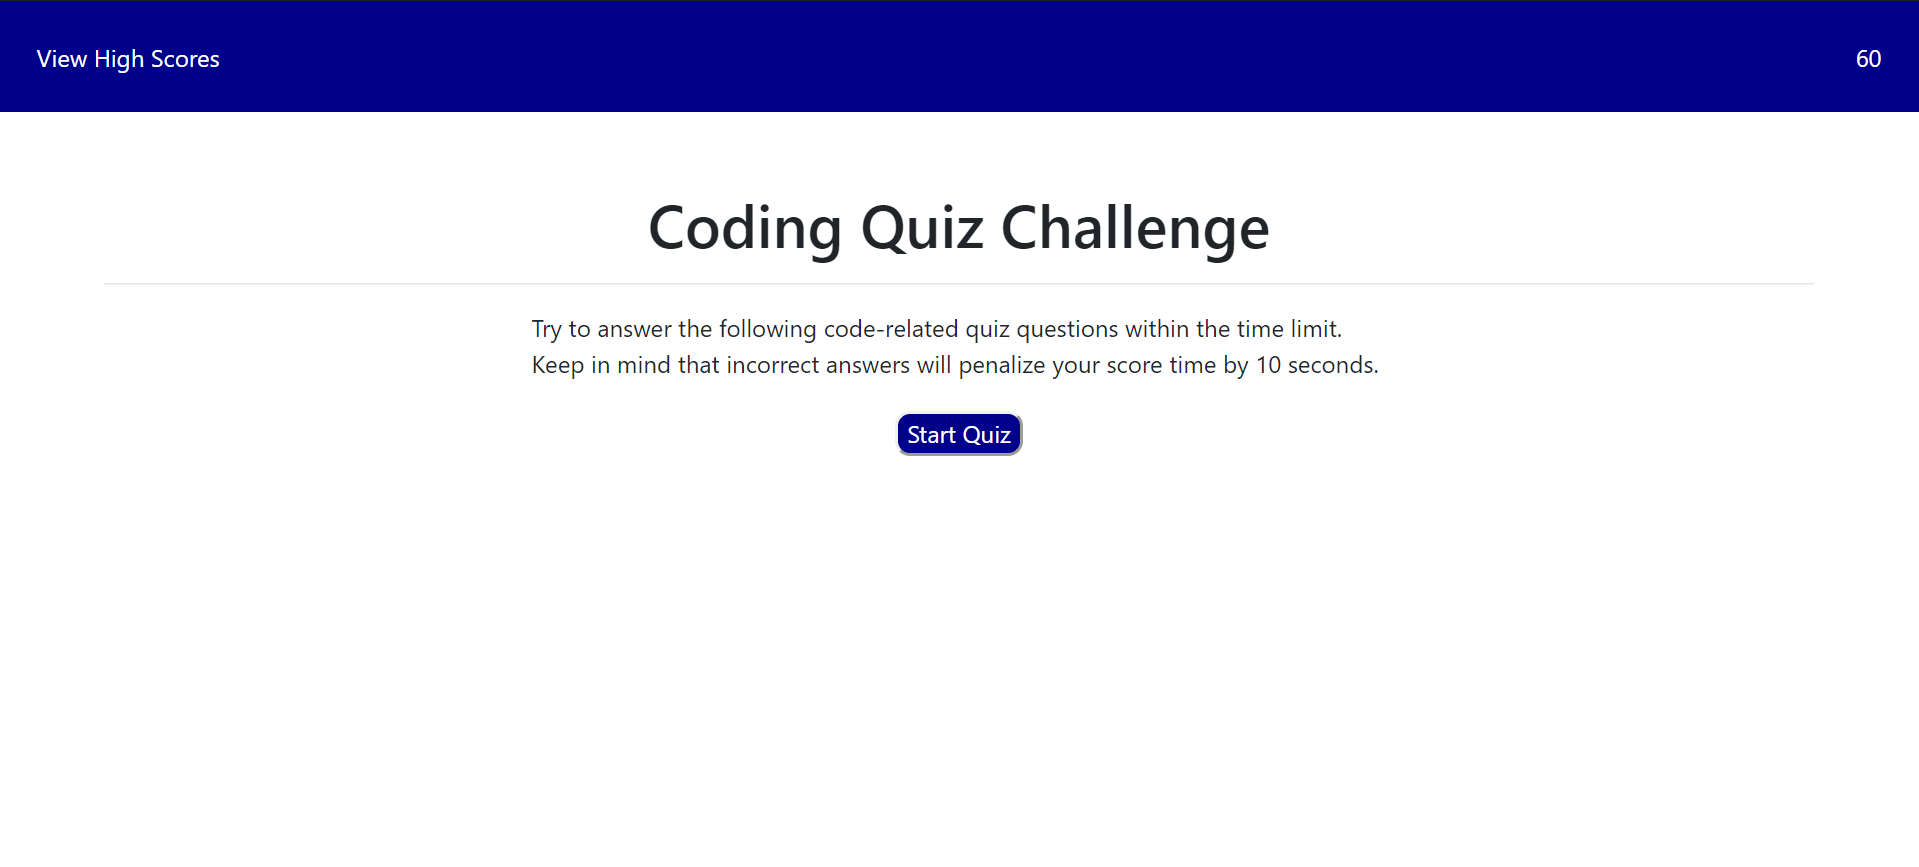 View High Scores
60
Coding Quiz Challenge
Try to answer the following code-related quiz questions within the time limit.
Keep in mind that incorrect answers will penalize your score time by 10 seconds.
Start Quiz